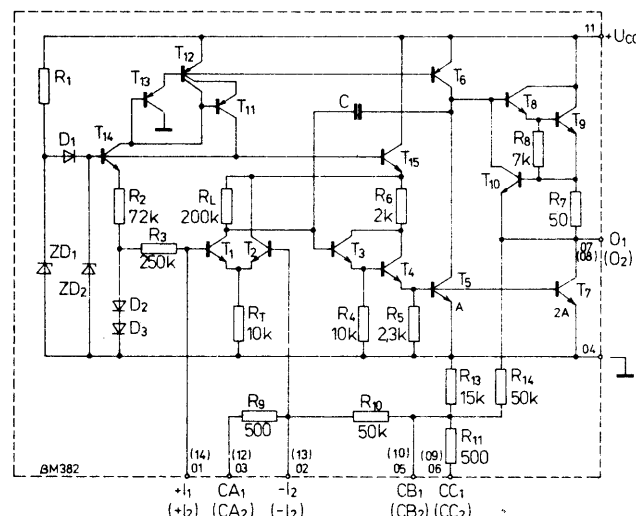 11 + UCC
T12
T13
T6
R1
T11
C
T8
T9
D1
T14
R8
7k
T15
T10
R2
72k
RL
200k
R6
2k
R7
50
R3
250k
O1
07
(08) (O2)
T1
T2
T3
T4
ZD1
ZD2
T5
T7
D2
D3
RT
10k
R4
10k
R5
2,3k
A
2A
04
R13
15k
R14
50k
R9
500
R10
50k
R11
500
BM382
(14) (12) (13) (10) (09)
01 03 02 05 06
+I1 CA1 -I2 CB1 CC1
(+I2) (CA2) (-I2) (CB2) (CC2)